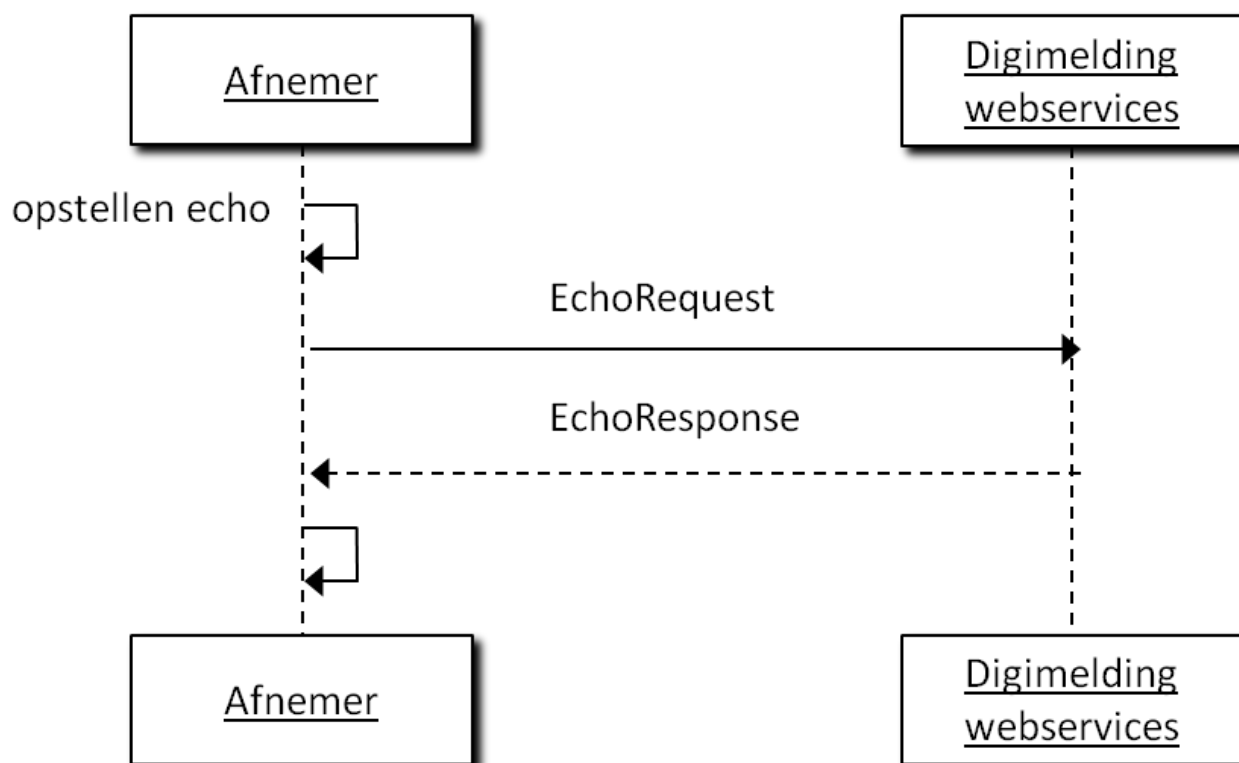 Afnemer
Digimelding
webservices
opstellen echo
EchoRequest
EchoResponse
Afnemer
Digimelding
webservices